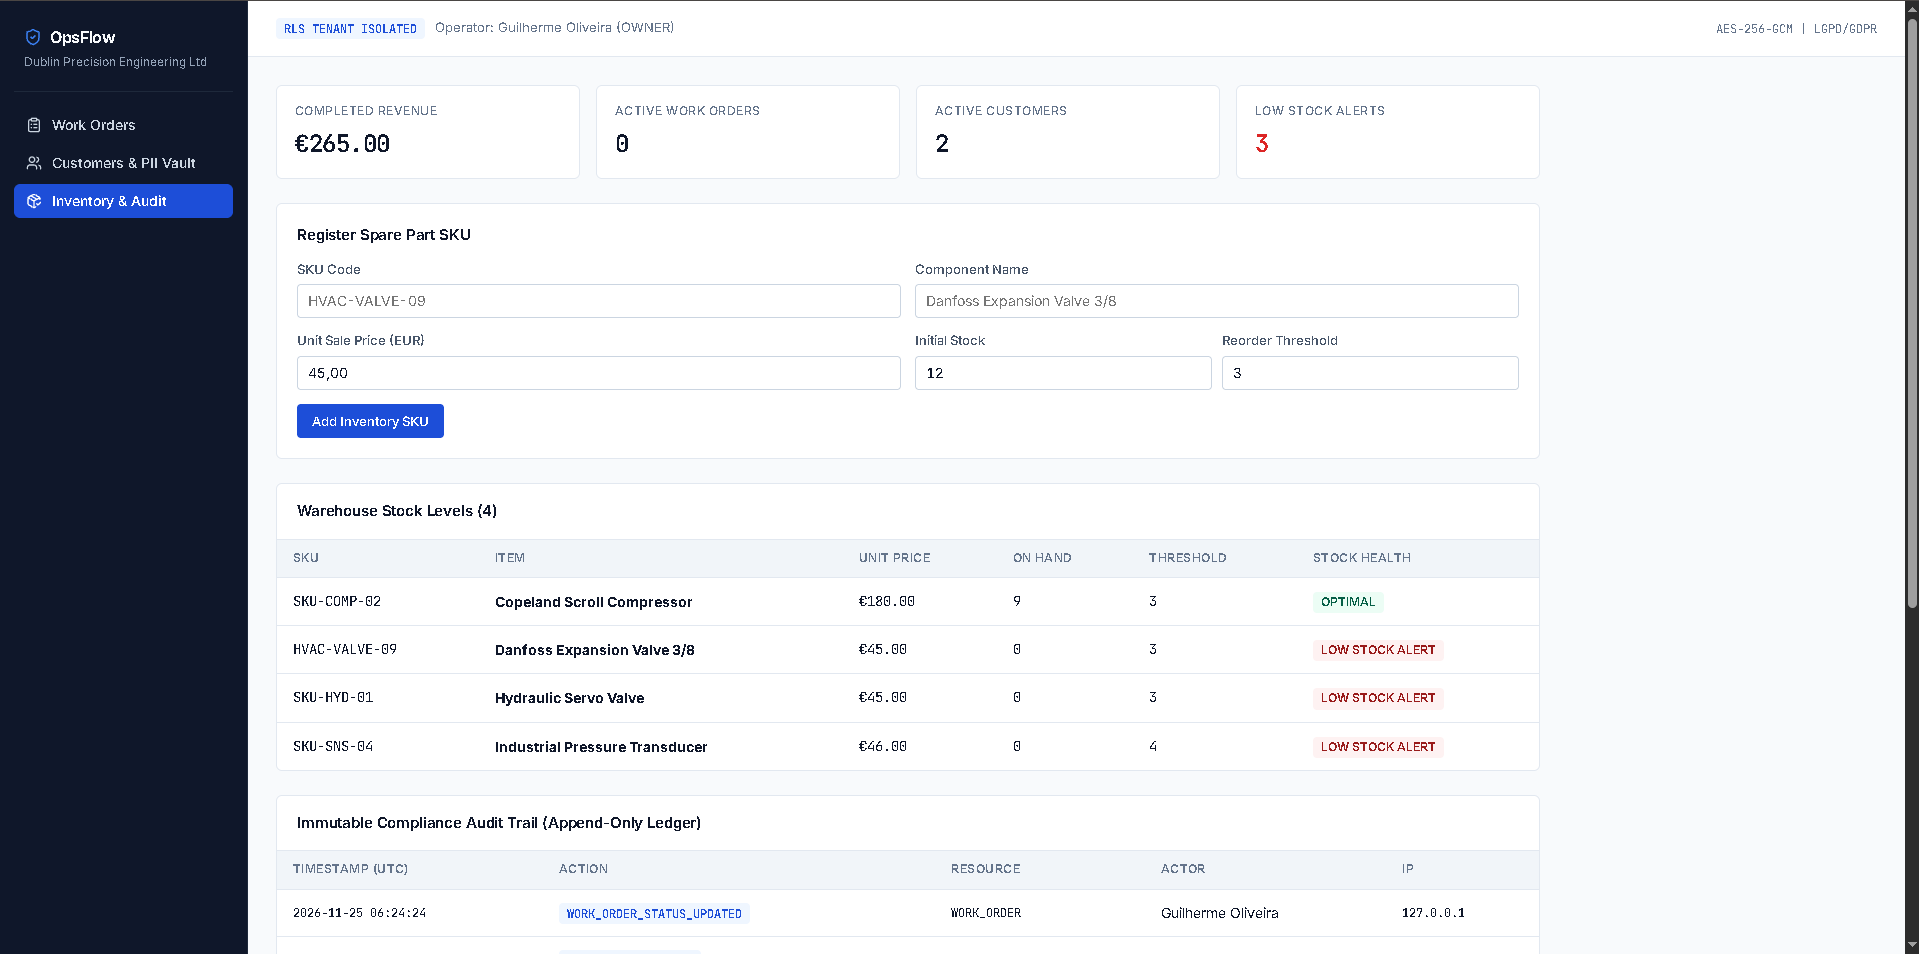 OpsFlow
Dublin Precision Engineering Ltd
Work Orders
Customers & PII Vault
Inventory & Audit
RLS TENANT ISOLATED Operator: Guilherme Oliveira (OWNER) AES-256-GCM | LGPD/GDPR
COMPLETED REVENUE ACTIVE WORK ORDERS ACTIVE CUSTOMERS LOW STOCK ALERTS
€265.00 0 2 3
Register Spare Part SKU
SKU Code Component Name
HVAC-VALVE-09 Danfoss Expansion Valve 3/8
Unit Sale Price (EUR) Initial Stock Reorder Threshold
45,00 12 3
Add Inventory SKU
Warehouse Stock Levels (4)
SKU ITEM UNIT PRICE ON HAND THRESHOLD STOCK HEALTH
SKU-COMP-02 Copeland Scroll Compressor €180.00 9 3 OPTIMAL
HVAC-VALVE-09 Danfoss Expansion Valve 3/8 €45.00 0 3 LOW STOCK ALERT
SKU-HYD-01 Hydraulic Servo Valve €45.00 0 3 LOW STOCK ALERT
SKU-SNS-04 Industrial Pressure Transducer €46.00 0 4 LOW STOCK ALERT
Immutable Compliance Audit Trail (Append-Only Ledger)
TIMESTAMP (UTC) ACTION RESOURCE ACTOR IP
2026-11-25 06:24:24 WORK_ORDER_STATUS_UPDATED WORK_ORDER Guilherme Oliveira 127.0.0.1